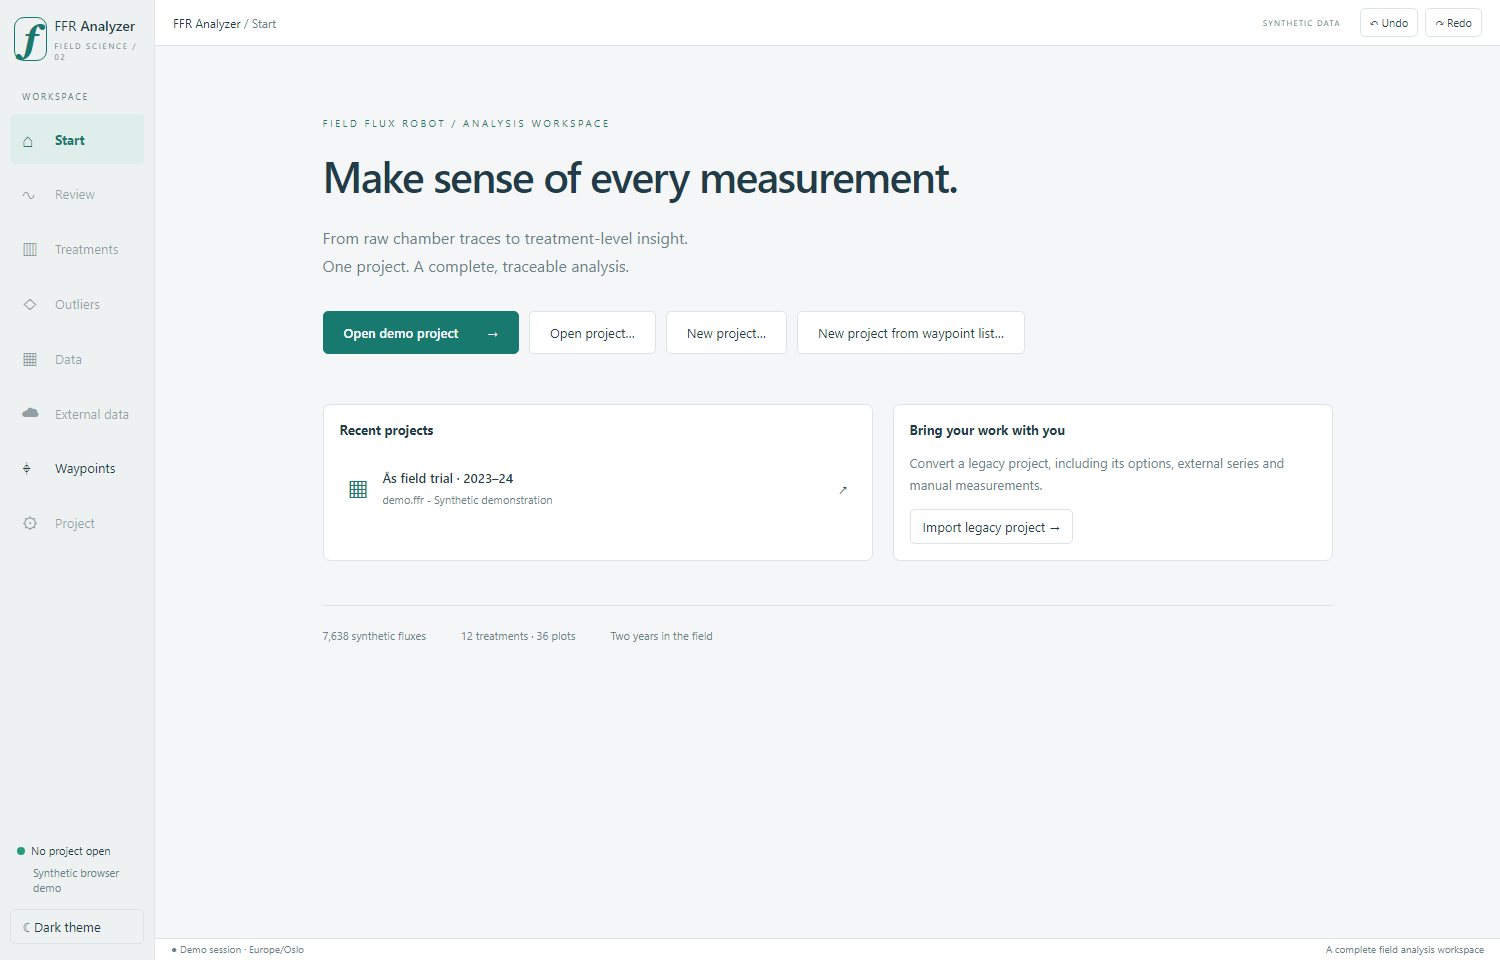 f
FFR Analyzer
FIELD SCIENCE /
02
WORKSPACE
Start
Review
Treatments
Outliers
Data
External data
Waypoints
Project
No project open
Synthetic browser
demo
Dark theme
FFR Analyzer / Start
SYNTHETIC DATA
↶ Undo
↷ Redo
FIELD FLUX ROBOT / ANALYSIS WORKSPACE
Make sense of every measurement.
From raw chamber traces to treatment-level insight.
One project. A complete, traceable analysis.
Open demo project →
Open project...
New project...
New project from waypoint list...
Recent projects
Ås field trial · 2023–24
demo.ffr - Synthetic demonstration
↗
Bring your work with you
Convert a legacy project, including its options, external series and
manual measurements.
Import legacy project →
7,638 synthetic fluxes
12 treatments · 36 plots
Two years in the field
● Demo session · Europe/Oslo
A complete field analysis workspace